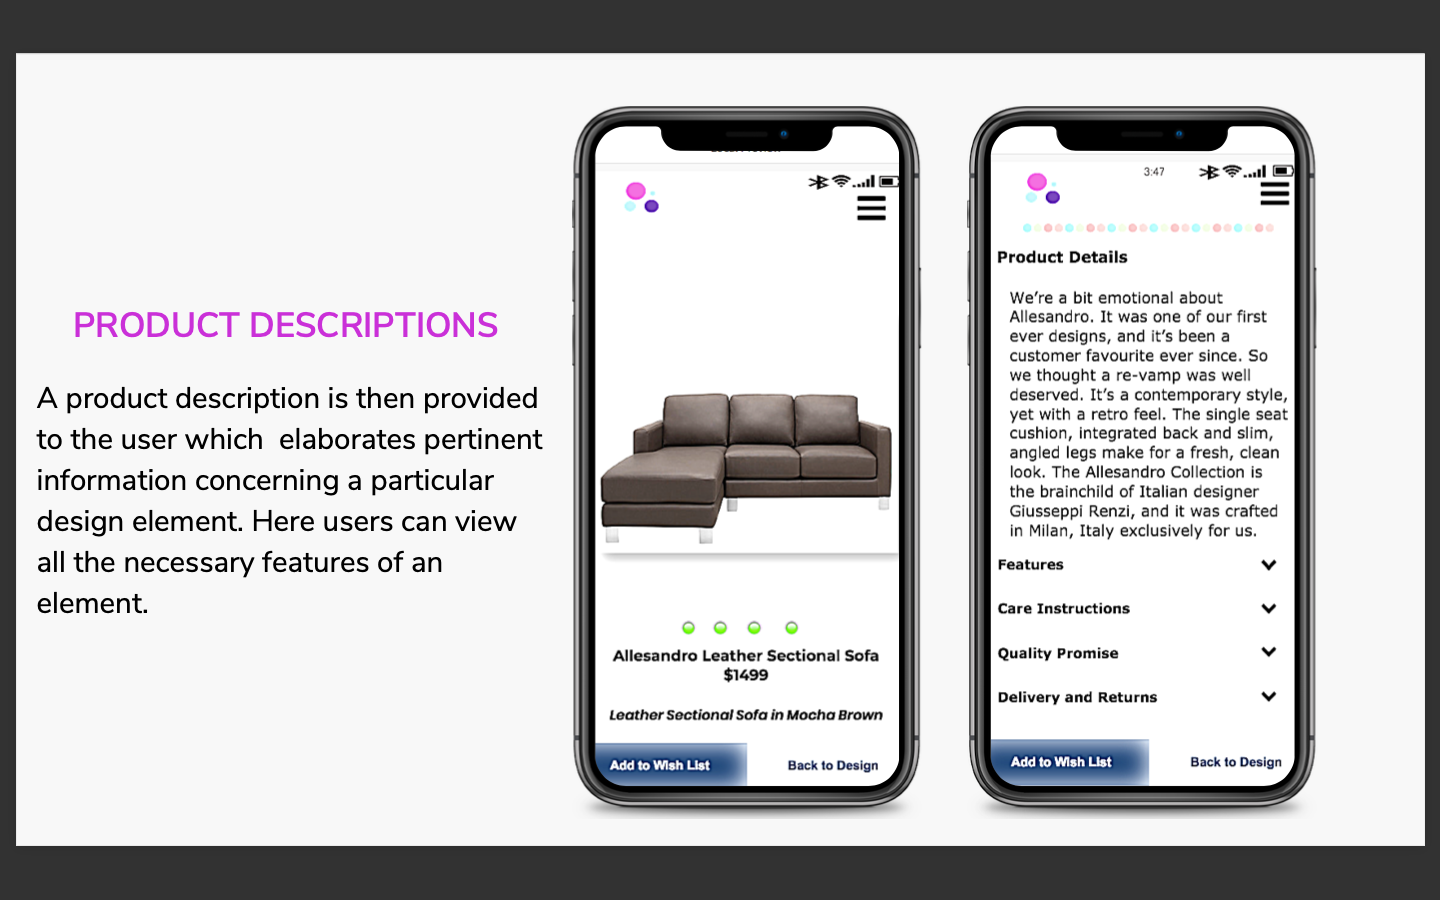 PRODUCT DESCRIPTIONS
A product description is then provided
to the user which  elaborates pertinent
information concerning a particular
design element. Here users can view
all the necessary features of an
element.
Allesandro Leather Sectional Sofa
$1499
Leather Sectional Sofa in Mocha Brown
Add to Wish List
Back to Design
3:47
Product Details
We’re a bit emotional about
Allesandro. It was one of our first
ever designs, and it’s been a
customer favourite ever since. So
we thought a re-vamp was well
deserved. It’s a contemporary style,
yet with a retro feel. The single seat
cushion, integrated back and slim,
angled legs make for a fresh, clean
look. The Allesandro Collection is
the brainchild of Italian designer
Giusseppi Renzi, and it was crafted
in Milan, Italy exclusively for us.
Features
Care Instructions
Quality Promise
Delivery and Returns
Add to Wish List
Back to Design